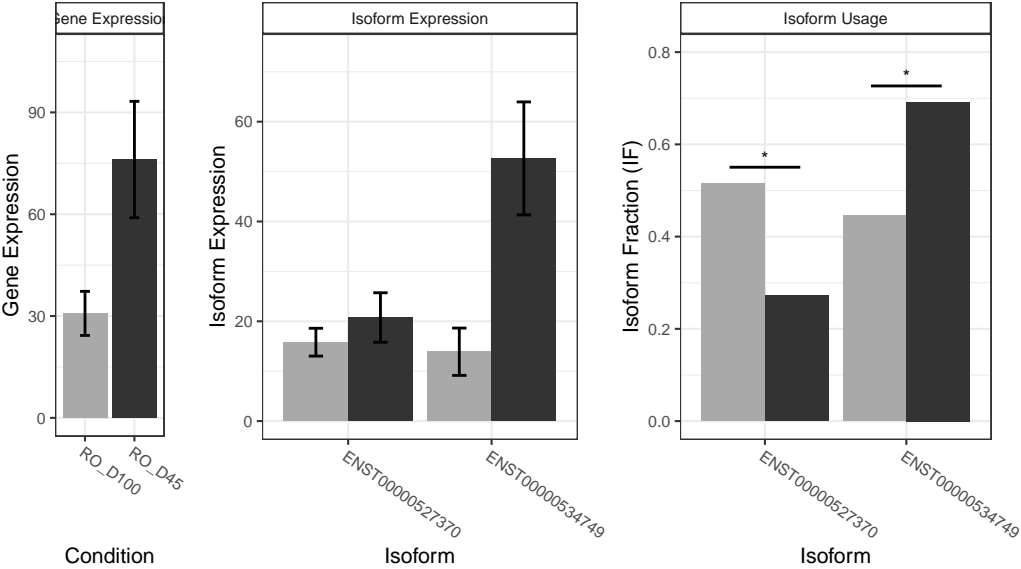 Gene Expression
Isoform Expression
Isoform Usage
Gene Expression
90
60
30
0
RO_D100
RO_D45
Condition
Isoform Expression
60
40
20
0
ENST00000527370
ENST00000534749
Isoform
Isoform Fraction (IF)
0.8
0.6
0.4
0.2
0.0
*
*
ENST00000527370
ENST00000534749
Isoform